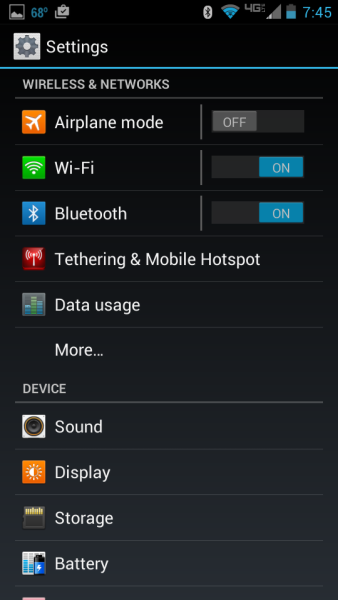 68° 4G LTE 7:45
Settings
WIRELESS & NETWORKS
Airplane mode OFF
Wi-Fi ON
Bluetooth ON
Tethering & Mobile Hotspot
Data usage
More...
DEVICE
Sound
Display
Storage
Battery